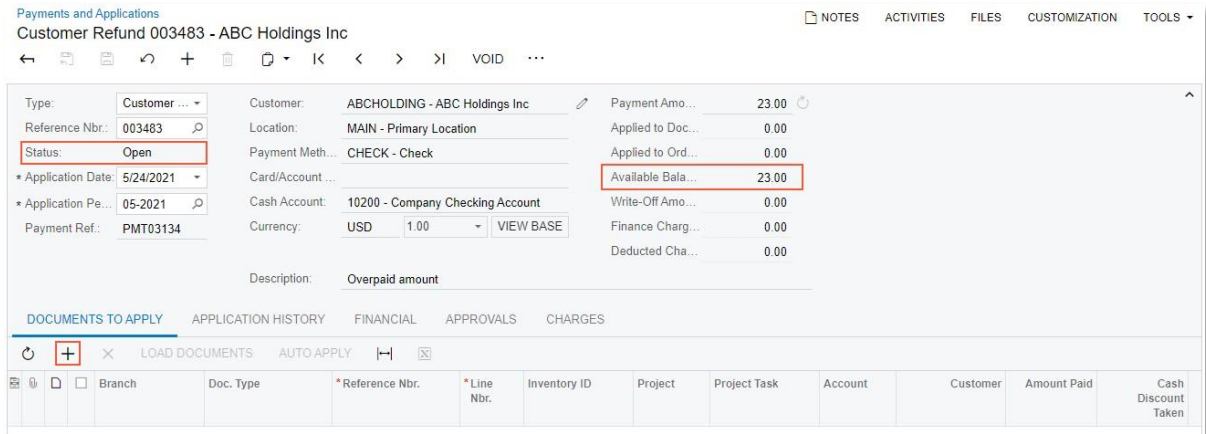 Payments and Applications
NOTES ACTIVITIES FILES CUSTOMIZATION TOOLS
Customer Refund 003483 - ABC Holdings Inc
VOID ...
Type: Customer ... Customer: ABCHOLDING - ABC Holdings Inc Payment Amo... 23.00
Reference Nbr.: 003483 Location: MAIN - Primary Location Applied to Doc... 0.00
Status: Open Payment Meth... CHECK - Check Applied to Ord... 0.00
* Application Date: 5/24/2021 Card/Account ... Available Bala... 23.00
* Application Pe... 05-2021 Cash Account: 10200 - Company Checking Account Write-Off Amo... 0.00
Payment Ref.: PMT03134 Currency: USD 1.00 VIEW BASE Finance Charg... 0.00
Deducted Cha... 0.00
Description: Overpaid amount
DOCUMENTS TO APPLY APPLICATION HISTORY FINANCIAL APPROVALS CHARGES
LOAD DOCUMENTS AUTO APPLY
Branch Doc. Type *Reference Nbr. *Line Inventory ID Project Project Task Account Customer Amount Paid Cash
Nbr. Discount
Taken